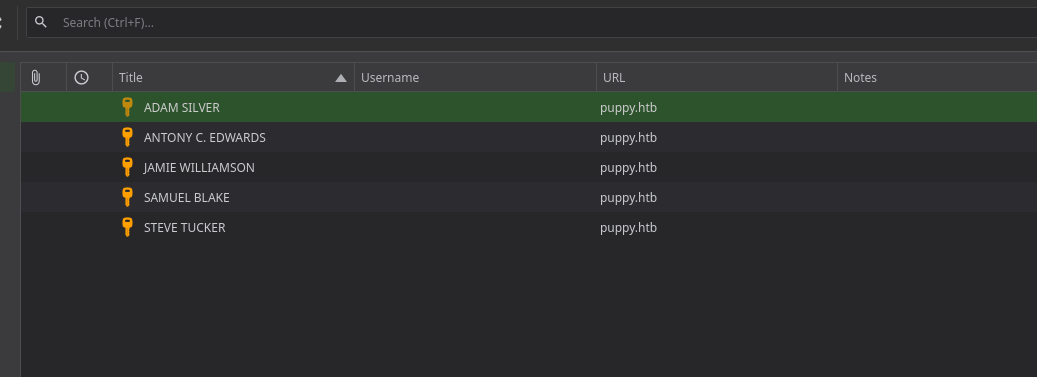 Search (Ctrl+F)...
Title Username URL Notes
ADAM SILVER puppy.htb
ANTONY C. EDWARDS puppy.htb
JAMIE WILLIAMSON puppy.htb
SAMUEL BLAKE puppy.htb
STEVE TUCKER puppy.htb